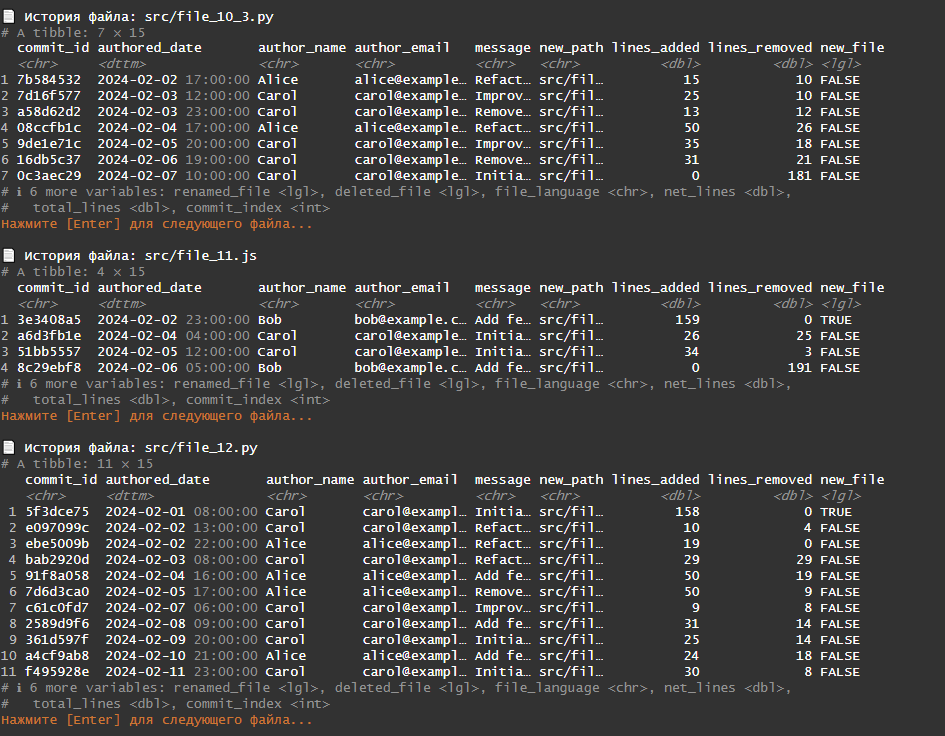 История файла: src/file_10_3.py
# A tibble: 7 × 15
commit_id authored_date author_name author_email message new_path lines_added lines_removed new_file
<chr> <dttm> <chr> <chr> <chr> <chr> <dbl> <dbl> <lgl>
1 7b584532 2024-02-02 17:00:00 Alice alice@example… Refact… src/fil… 15 10 FALSE
2 7d16f577 2024-02-03 12:00:00 Carol carol@example… Improv… src/fil… 25 10 FALSE
3 a58d62d2 2024-02-03 23:00:00 Carol carol@example… Remove… src/fil… 13 12 FALSE
4 08ccfb1c 2024-02-04 17:00:00 Alice alice@example… Refact… src/fil… 50 26 FALSE
5 9de1e71c 2024-02-05 20:00:00 Carol carol@example… Initia… src/fil… 35 18 FALSE
6 16db5c37 2024-02-06 19:00:00 Carol carol@example… Remove… src/fil… 31 21 FALSE
7 0c3aec29 2024-02-07 10:00:00 Carol carol@example… Initia… src/fil… 0 181 FALSE
# ℹ 6 more variables: renamed_file <lgl>, deleted_file <lgl>, file_language <chr>, net_lines <dbl>,
# total_lines <dbl>, commit_index <int>
Нажмите [Enter] для следующего файла...
История файла: src/file_11.js
# A tibble: 4 × 15
commit_id authored_date author_name author_email message new_path lines_added lines_removed new_file
<chr> <dttm> <chr> <chr> <chr> <chr> <dbl> <dbl> <lgl>
1 3e3408a5 2024-02-02 23:00:00 Bob bob@example.c… Add fe… src/fil… 159 0 TRUE
2 a6d3fb1e 2024-02-04 04:00:00 Carol carol@example… Initia… src/fil… 26 25 FALSE
3 51bb5557 2024-02-05 12:00:00 Carol carol@example… Initia… src/fil… 34 3 FALSE
4 8c29ebf8 2024-02-06 05:00:00 Bob bob@example.c… Add fe… src/fil… 0 191 FALSE
# ℹ 6 more variables: renamed_file <lgl>, deleted_file <lgl>, file_language <chr>, net_lines <dbl>,
# total_lines <dbl>, commit_index <int>
Нажмите [Enter] для следующего файла...
История файла: src/file_12.py
# A tibble: 11 × 15
commit_id authored_date author_name author_email message new_path lines_added lines_removed new_file
<chr> <dttm> <chr> <chr> <chr> <chr> <dbl> <dbl> <lgl>
1 5f3dce75 2024-02-01 08:00:00 Carol carol@exampl… Initia… src/fil… 158 0 TRUE
2 e097099c 2024-02-02 13:00:00 Carol carol@exampl… Refact… src/fil… 10 4 FALSE
3 ebe5009b 2024-02-02 22:00:00 Alice alice@exampl… Refact… src/fil… 19 0 FALSE
4 bab2920d 2024-02-03 08:00:00 Carol carol@exampl… Refact… src/fil… 29 29 FALSE
5 91f8a058 2024-02-04 16:00:00 Alice alice@exampl… Add fe… src/fil… 50 19 FALSE
6 7d6d3ca0 2024-02-05 17:00:00 Alice alice@exampl… Remove… src/fil… 50 9 FALSE
7 c61c0fd7 2024-02-07 06:00:00 Carol carol@exampl… Improv… src/fil… 9 8 FALSE
8 2589d9f6 2024-02-08 09:00:00 Carol carol@exampl… Add fe… src/fil… 31 14 FALSE
9 361d597f 2024-02-09 20:00:00 Carol carol@exampl… Initia… src/fil… 25 14 FALSE
10 a4cf9ab8 2024-02-10 21:00:00 Alice alice@exampl… Add fe… src/fil… 24 18 FALSE
11 f495928e 2024-02-11 23:00:00 Carol carol@exampl… Initia… src/fil… 30 8 FALSE
# ℹ 6 more variables: renamed_file <lgl>, deleted_file <lgl>, file_language <chr>, net_lines <dbl>,
# total_lines <dbl>, commit_index <int>
Нажмите [Enter] для следующего файла...